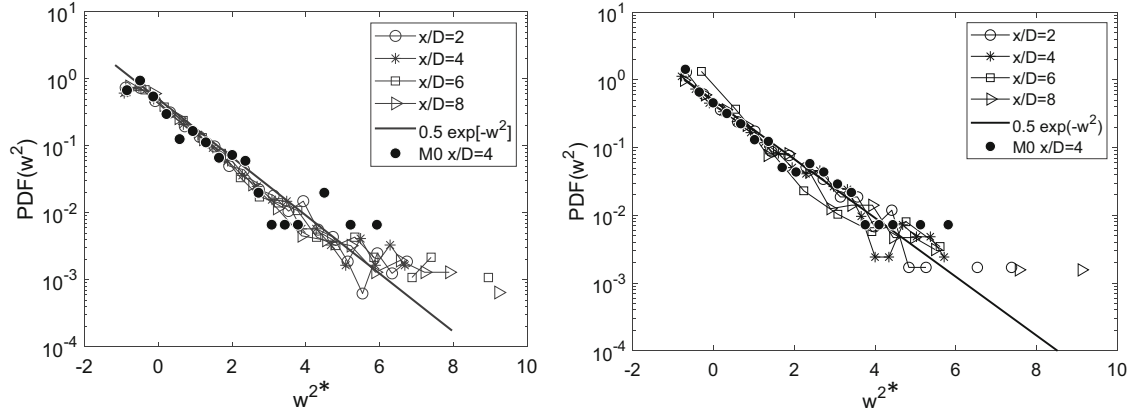 10^1
10^0
10^-1
10^-2
10^-3
10^-4
PDF(w^2)
-2 0 2 4 6 8 10
w^2*
x/D=2
x/D=4
x/D=6
x/D=8
0.5 exp[-w^2]
M0 x/D=4
10^1
10^0
10^-1
10^-2
10^-3
10^-4
PDF(w^2)
-2 0 2 4 6 8 10
w^2*
x/D=2
x/D=4
x/D=6
x/D=8
0.5 exp(-w^2)
M0 x/D=4